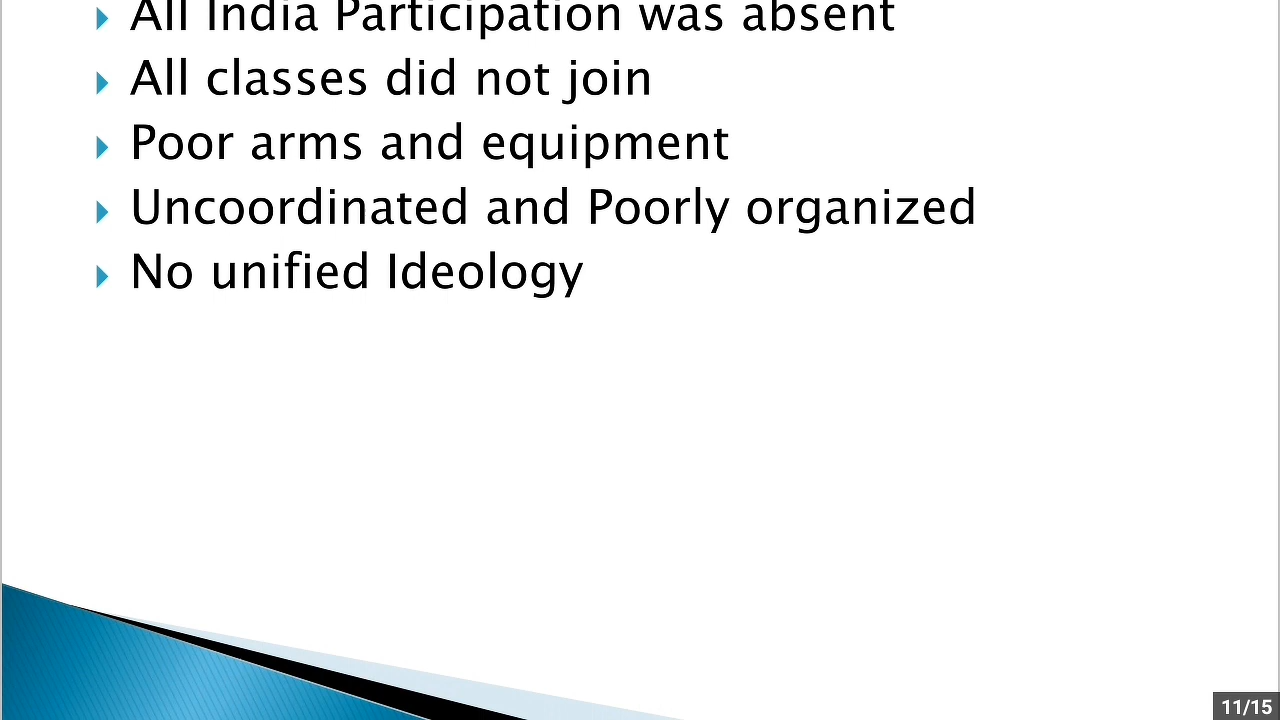 All India Participation was absent
All classes did not join
Poor arms and equipment
Uncoordinated and Poorly organized
No unified Ideology
11/15